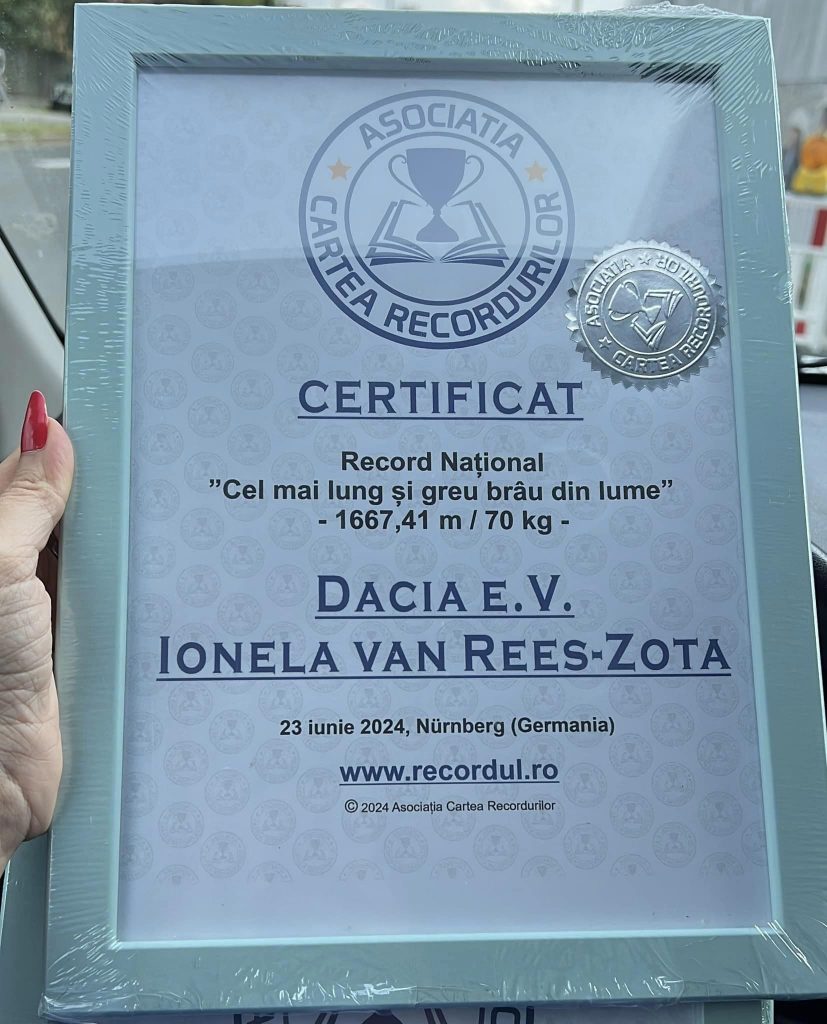 ASOCIATIA
CARTEA RECORDURILOR
ASOCIATIA
CARTEA RECORDURILOR
CERTIFICAT
Record Național
”Cel mai lung și greu brâu din lume”
- 1667,41 m / 70 kg -
DACIA E.V.
IONELA VAN REES-ZOTA
23 iunie 2024, Nürnberg (Germania)
www.recordul.ro
© 2024 Asociația Cartea Recordurilor